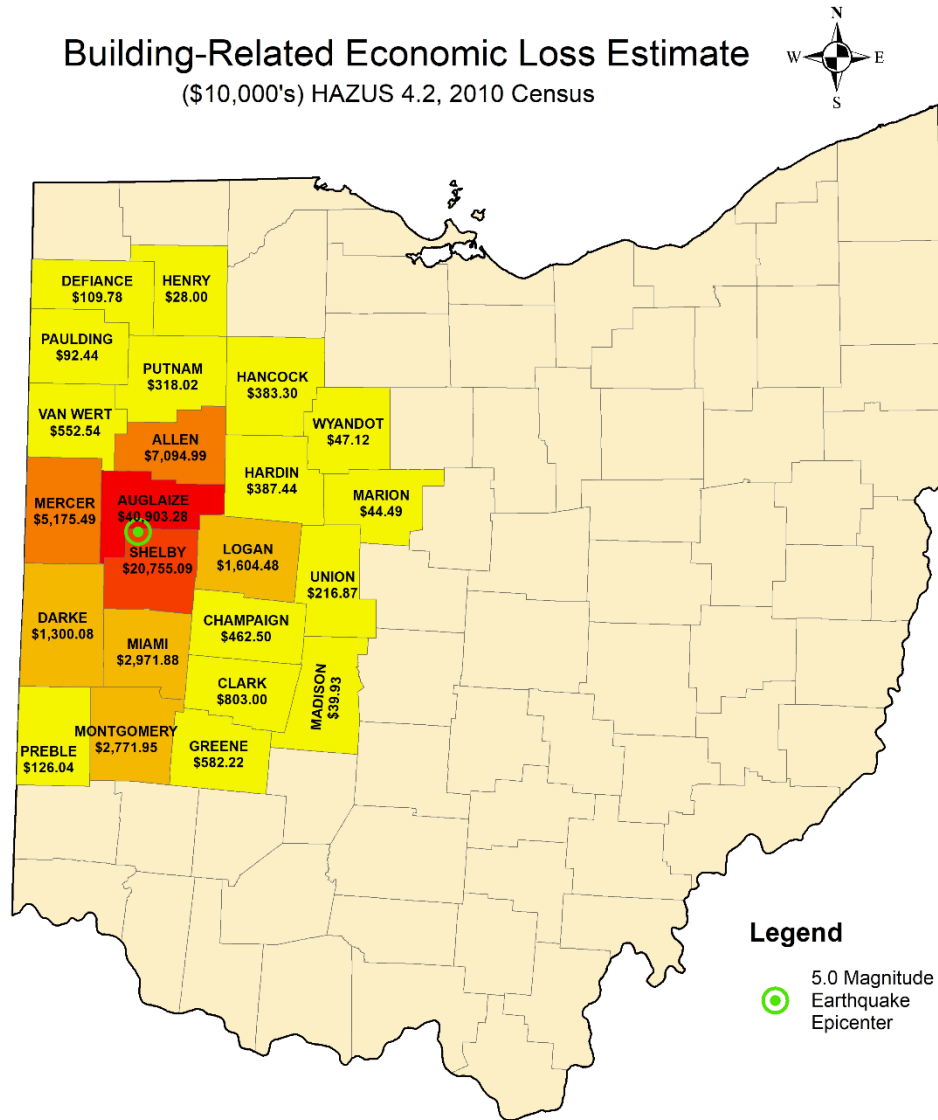 Building-Related Economic Loss Estimate
($10,000's) HAZUS 4.2, 2010 Census
N
W
E
S
DEFIANCE
$109.78
HENRY
$28.00
PAULDING
$92.44
PUTNAM
$318.02
HANCOCK
$383.30
VAN WERT
$552.54
WYANDOT
$47.12
ALLEN
$7,094.99
HARDIN
$387.44
MARION
$44.49
MERCER
$5,175.49
AUGLAIZE
$40,903.28
SHELBY
$20,755.09
LOGAN
$1,604.48
UNION
$216.87
DARKE
$1,300.08
MIAMI
$2,971.88
CHAMPAIGN
$462.50
CLARK
$803.00
MADISON
$39.93
PREBLE
$126.04
MONTGOMERY
$2,771.95
GREENE
$582.22
Legend
5.0 Magnitude
Earthquake
Epicenter